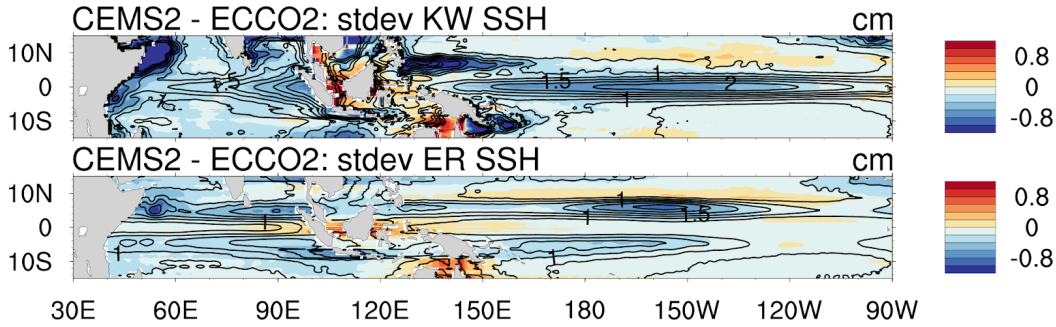 CEMS2 - ECCO2: stdev KW SSH cm
10N
0
10S
1.5 1.5 1 2 1 1
0.8
0
-0.8
CEMS2 - ECCO2: stdev ER SSH cm
10N
0
10S
1 1 1 1 1 1.5
0.8
0
-0.8
30E 60E 90E 120E 150E 180W 150W 120W 90W